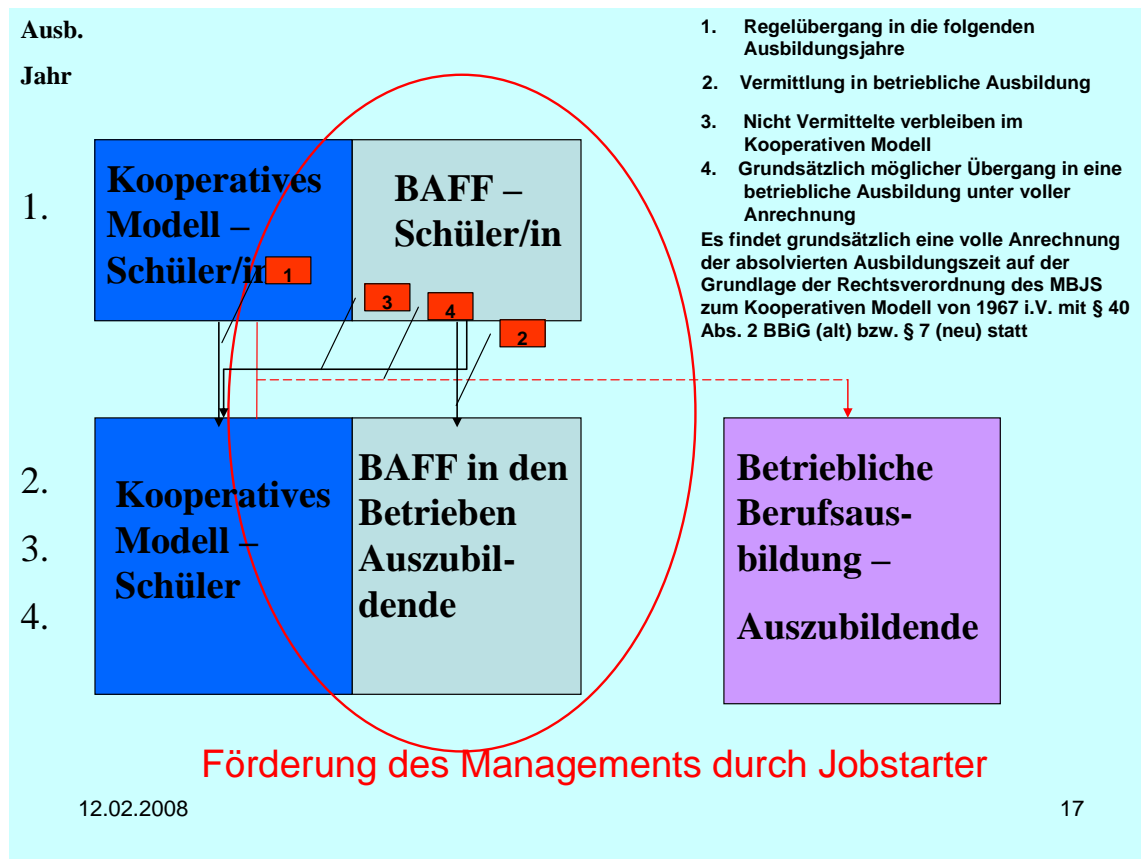 Ausb.
Jahr
1. Regelübergang in die folgenden
Ausbildungsjahre
2. Vermittlung in betriebliche Ausbildung
3. Nicht Vermittelte verbleiben im
Kooperativen Modell
4. Grundsätzlich möglicher Übergang in eine
betriebliche Ausbildung unter voller
Anrechnung
Es findet grundsätzlich eine volle Anrechnung
der absolvierten Ausbildungszeit auf der
Grundlage der Rechtsverordnung des MBJS
zum Kooperativen Modell von 1967 i.V. mit § 40
Abs. 2 BBiG (alt) bzw. § 7 (neu) statt
1.
Kooperatives
Modell –
Schüler/in
BAFF –
Schüler/in
1
3
4
2
2.
3.
4.
Kooperatives
Modell –
Schüler
BAFF in den
Betrieben
Auszubil-
dende
Betriebliche
Berufsaus-
bildung –
Auszubildende
Förderung des Managements durch Jobstarter
12.02.2008
17